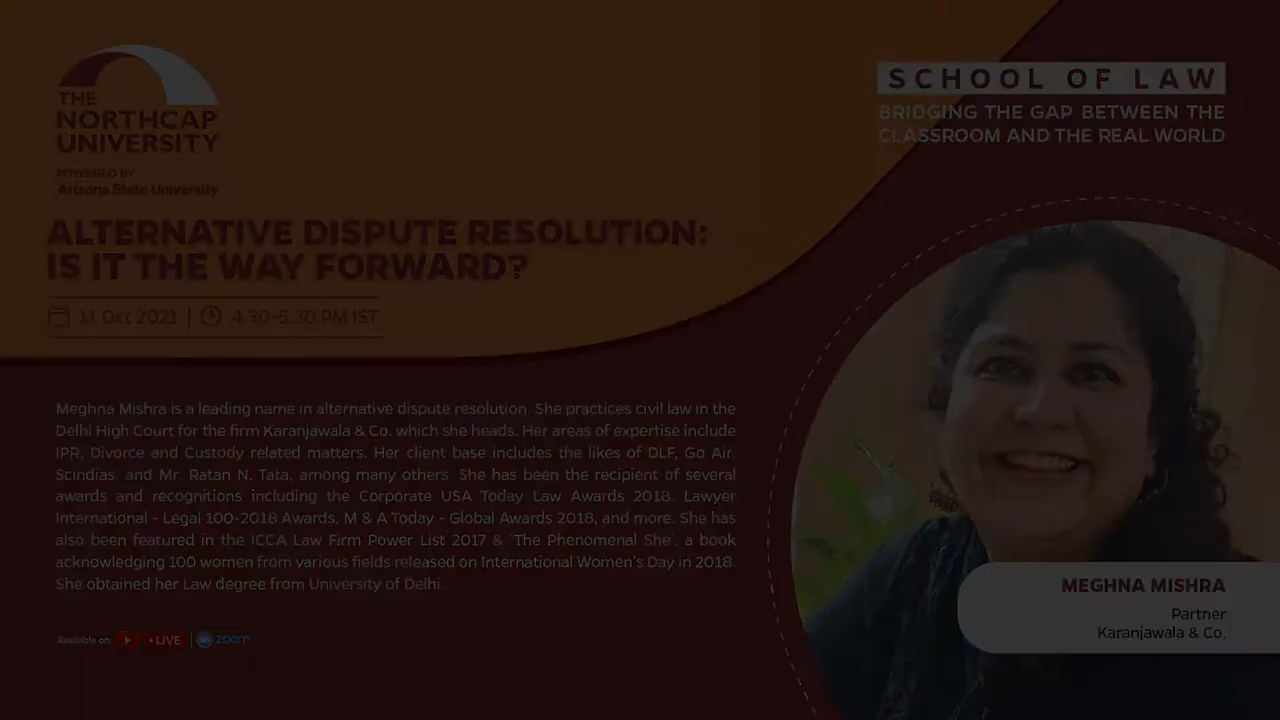 THE
NORTHCAP
UNIVERSITY
POWERED BY
Arizona State University
SCHOOL OF LAW
BRIDGING THE GAP BETWEEN THE
CLASSROOM AND THE REAL WORLD
ALTERNATIVE DISPUTE RESOLUTION:
IS IT THE WAY FORWARD?
Oct 2021 | 4.30-5.30 PM IST
Meghna Mishra is a leading name in alternative dispute resolution. She practices civil law in the
Delhi High Court for the firm Karanjawala & Co. which she heads. Her areas of expertise include
IPR, Divorce and Custody related matters. Her client base includes the likes of DLF, Go Air,
Scindias, and Mr. Ratan N. Tata, among many others. She has been the recipient of several
awards and recognitions including the Corporate USA Today Law Awards 2018, Lawyer
International - Legal 100-2018 Awards, M & A Today - Global Awards 2018, and more. She has
also been featured in the ICCA Law Firm Power List 2017 & 'The Phenomenal She', a book
acknowledging 100 women from various fields released on International Women's Day in 2018.
She obtained her Law degree from University of Delhi.
Available on: LIVE | zoom
MEGHNA MISHRA
Partner
Karanjawala & Co.